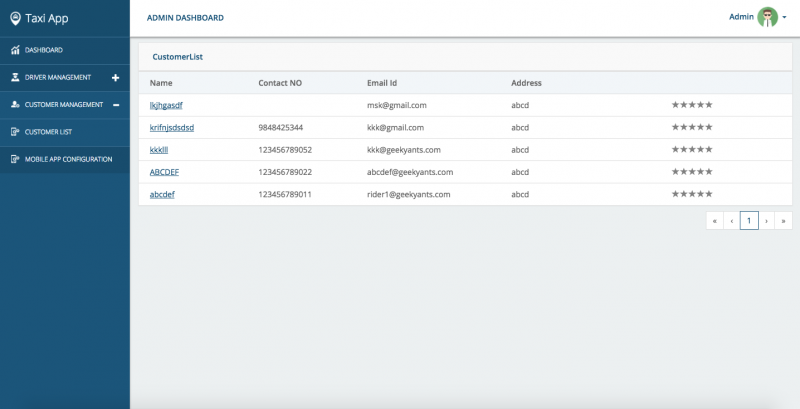 Taxi App
ADMIN DASHBOARD
Admin
DASHBOARD
DRIVER MANAGEMENT
CUSTOMER MANAGEMENT
CUSTOMER LIST
MOBILE APP CONFIGURATION
CustomerList
Name Contact NO Email Id Address
lkjhgasdf msk@gmail.com abcd
krifnjsdsdsd 9848425344 kkk@gmail.com abcd
kkklll 123456789052 kkk@geekyants.com abcd
ABCDEF 123456789022 abcdef@geekyants.com abcd
abcdef 123456789011 rider1@geekyants.com abcd
« ‹ 1 › »